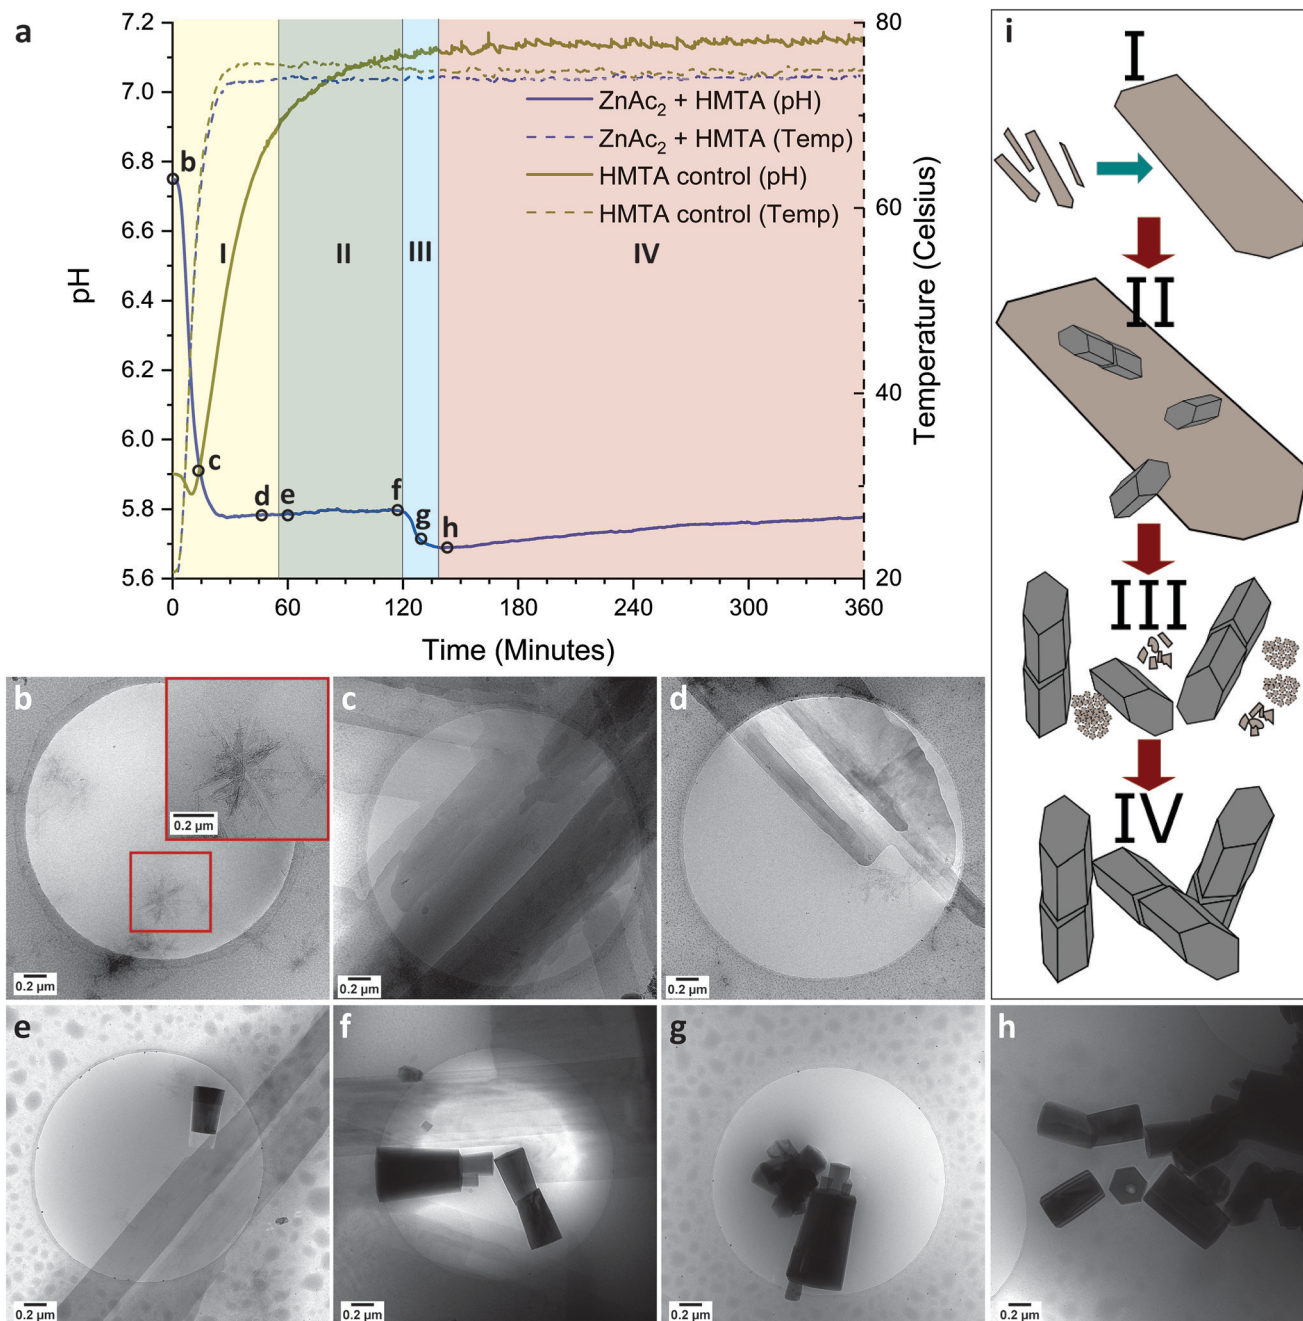 a
7.2
7.0
6.8
6.6
6.4
6.2
6.0
5.8
5.6
pH
80
60
40
20
Temperature (Celsius)
0
60
120
180
240
300
360
Time (Minutes)
ZnAc2 + HMTA (pH)
ZnAc2 + HMTA (Temp)
HMTA control (pH)
HMTA control (Temp)
I
II
III
IV
b
c
d
e
f
g
h
i
I
II
III
IV
b
0.2 µm
0.2 µm
c
0.2 µm
d
0.2 µm
e
0.2 µm
f
0.2 µm
g
0.2 µm
h
0.2 µm